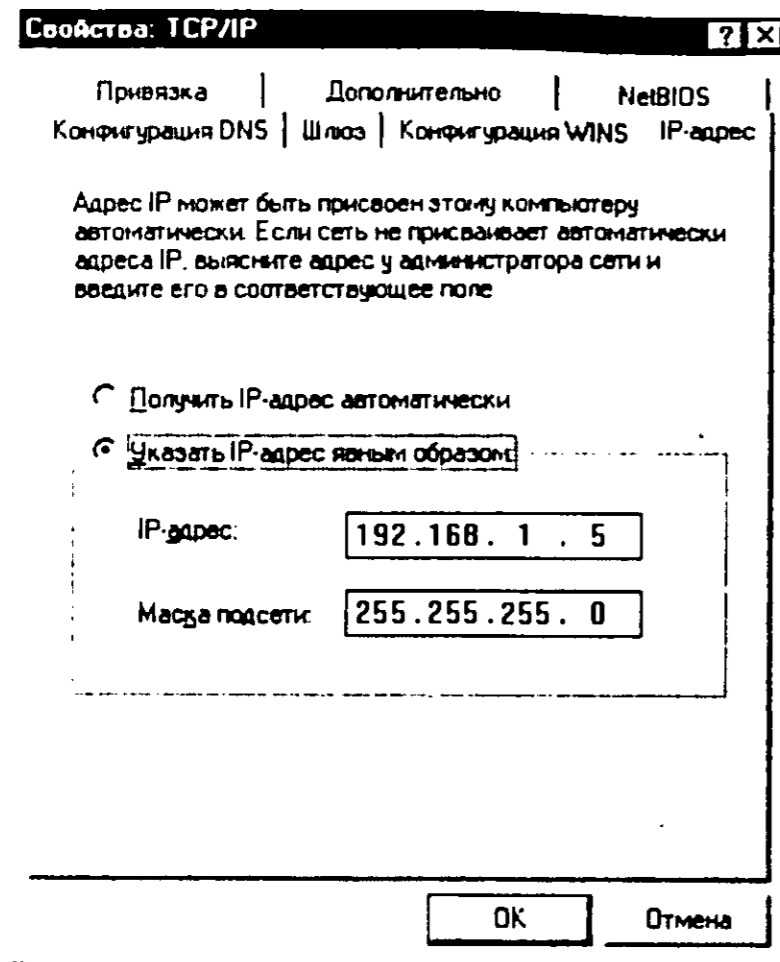 Свойства: TCP/IP
? X
Привязка | Дополнительно | NetBIOS |
Конфигурация DNS | Шлюз | Конфигурация WINS IP-адрес
Адрес IP может быть присвоен этому компьютеру
автоматически. Если сеть не присваивает автоматически
адреса IP, выясните адрес у администратора сети и
введите его в соответствующее поле
Получить IP-адрес автоматически
Указать IP-адрес явным образом:
IP-адрес: 192.168. 1 . 5
Маска подсети: 255.255.255. 0
OK Отмена